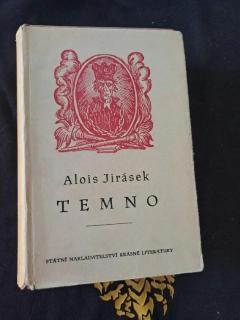 Alois Jirásek
TEMNO
STÁTNÍ NAKLADATELSTVÍ KRÁSNÉ LITERATURY